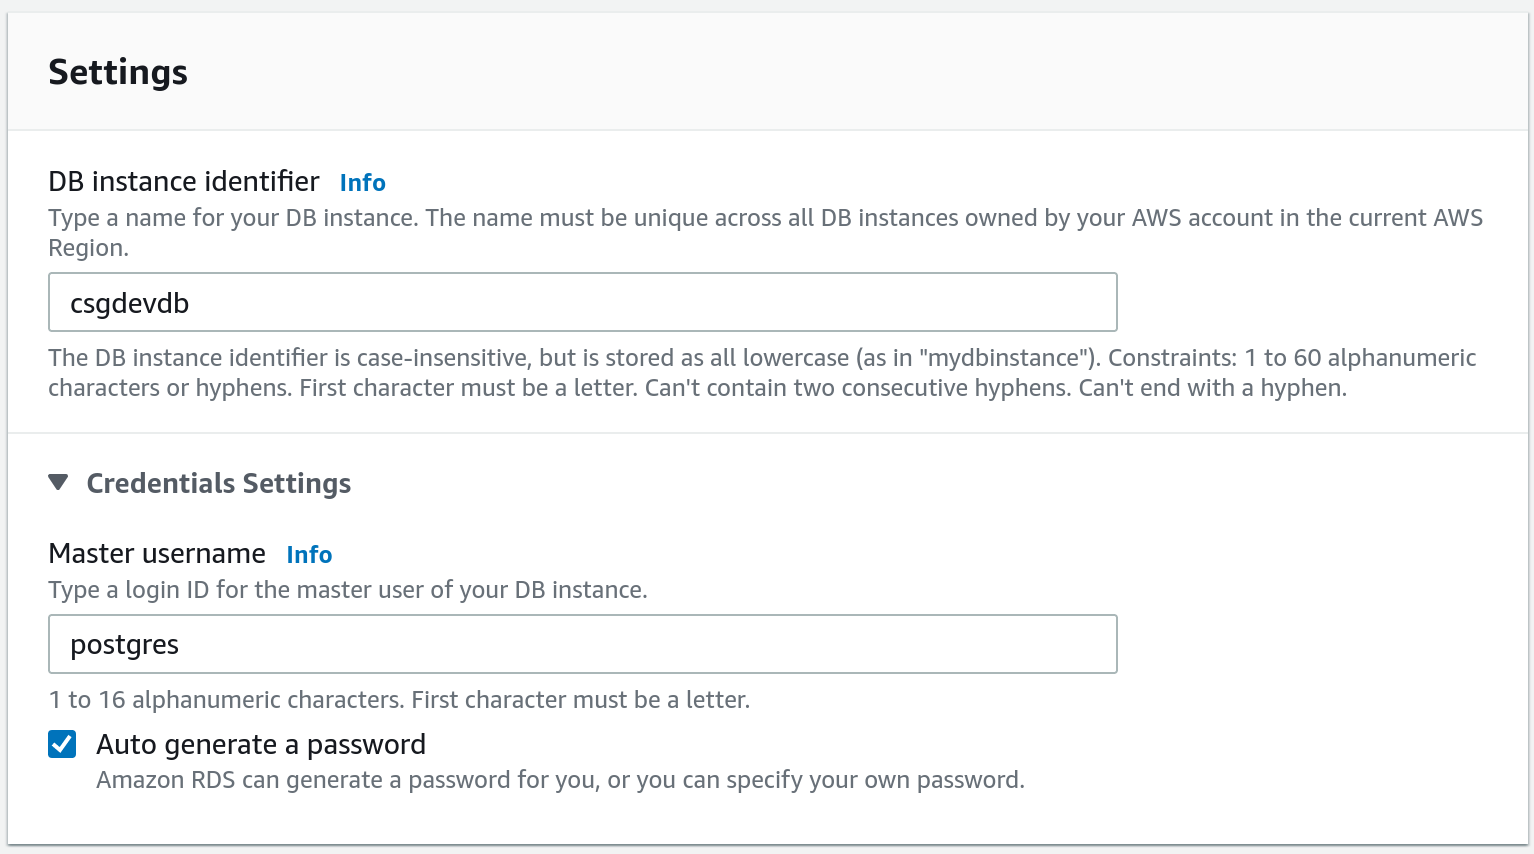 Settings
DB instance identifier Info
Type a name for your DB instance. The name must be unique across all DB instances owned by your AWS account in the current AWS
Region.
csgdevdb
The DB instance identifier is case-insensitive, but is stored as all lowercase (as in "mydbinstance"). Constraints: 1 to 60 alphanumeric
characters or hyphens. First character must be a letter. Can't contain two consecutive hyphens. Can't end with a hyphen.
Credentials Settings
Master username Info
Type a login ID for the master user of your DB instance.
postgres
1 to 16 alphanumeric characters. First character must be a letter.
Auto generate a password
Amazon RDS can generate a password for you, or you can specify your own password.